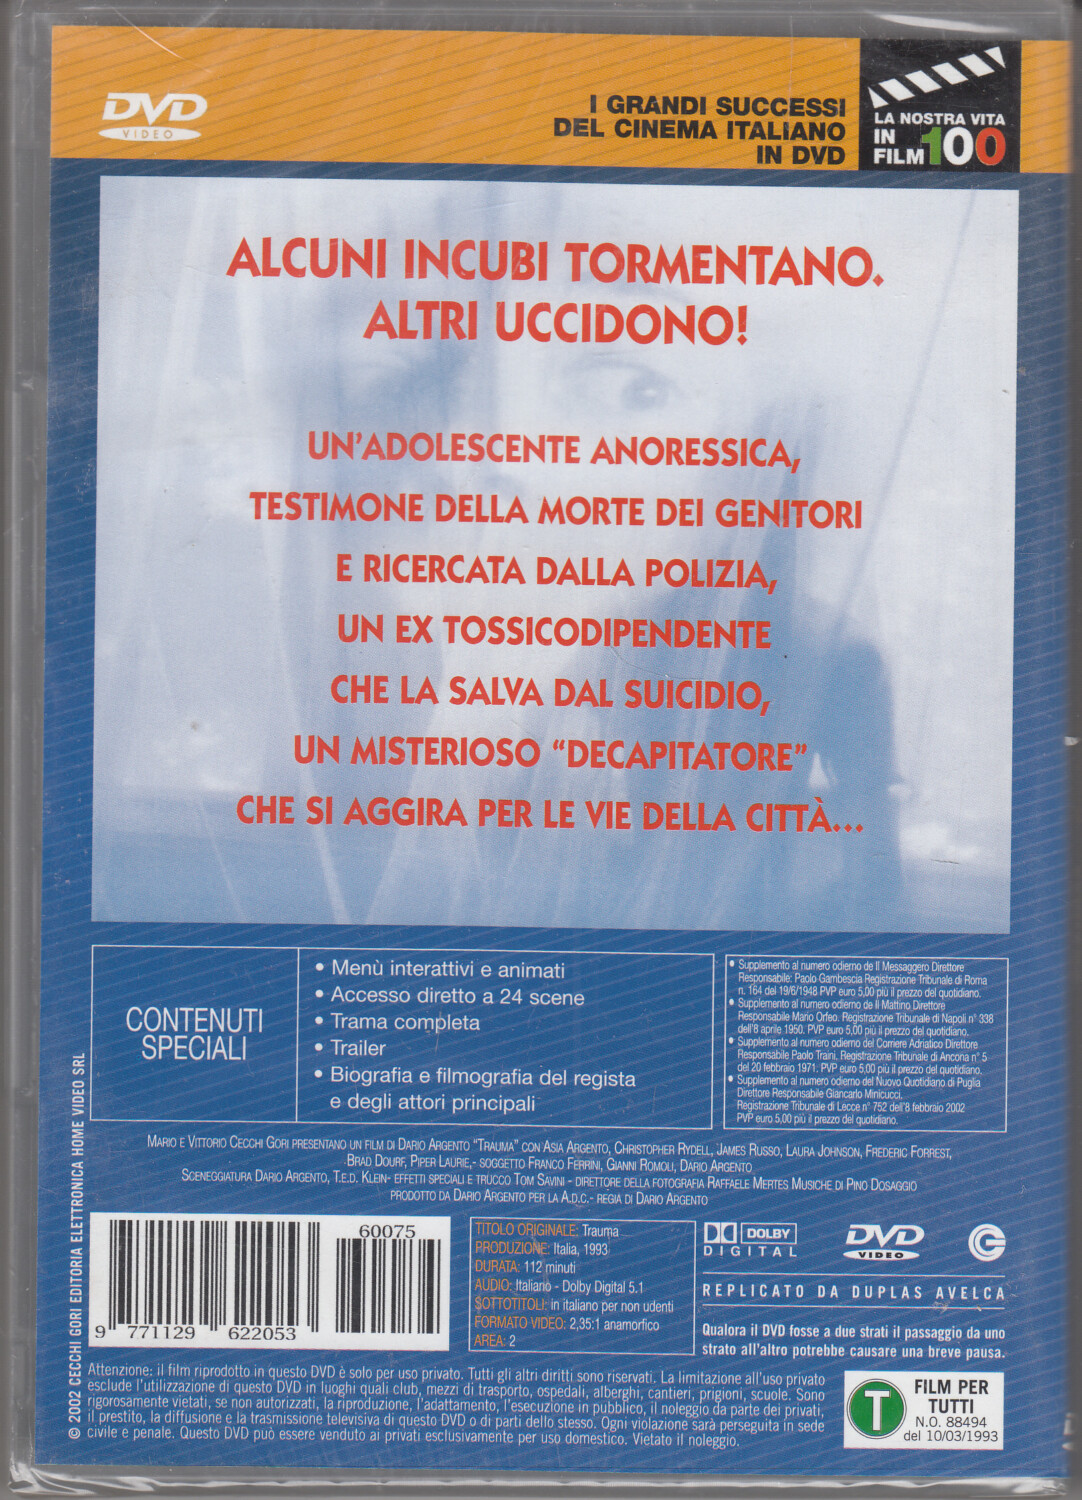 DVD
VIDEO
I GRANDI SUCCESSI
DEL CINEMA ITALIANO
IN DVD
LA NOSTRA VITA
IN
FILM 100
ALCUNI INCUBI TORMENTANO.
ALTRI UCCIDONO!
UN'ADOLESCENTE ANORESSICA,
TESTIMONE DELLA MORTE DEI GENITORI
E RICERCATA DALLA POLIZIA,
UN EX TOSSICODIPENDENTE
CHE LA SALVA DAL SUICIDIO,
UN MISTERIOSO “DECAPITATORE”
CHE SI AGGIRA PER LE VIE DELLA CITTÀ...
CONTENUTI
SPECIALI
• Menù interattivi e animati
• Accesso diretto a 24 scene
• Trama completa
• Trailer
• Biografia e filmografia del regista
e degli attori principali
• Supplemento al numero odierno de Il Messaggero Direttore
Responsabile: Paolo Gambescia Registrazione Tribunale di Roma
n. 164 del 19/6/1948 PVP euro 5,00 più il prezzo del quotidiano.
• Supplemento al numero odierno de Il Mattino Direttore
Responsabile Mario Orfeo. Registrazione Tribunale di Napoli n° 338
dell'8 aprile 1950. PVP euro 5,00 più il prezzo del quotidiano.
• Supplemento al numero odierno del Corriere Adriatico Direttore
Responsabile Paolo Traini. Registrazione Tribunale di Ancona n° 5
del 20 febbraio 1971. PVP euro 5,00 più il prezzo del quotidiano.
• Supplemento al numero odierno del Nuovo Quotidiano di Puglia
Direttore Responsabile Giancarlo Minicucci.
Registrazione Tribunale di Lecce n° 752 dell'8 febbraio 2002
PVP euro 5,00 più il prezzo del quotidiano.
© 2002 CECCHI GORI EDITORIA ELETTRONICA HOME VIDEO SRL
MARIO E VITTORIO CECCHI GORI PRESENTANO UN FILM DI DARIO ARGENTO “TRAUMA” CON ASIA ARGENTO, CHRISTOPHER RYDELL, JAMES RUSSO, LAURA JOHNSON, FREDERIC FORREST,
BRAD DOURF, PIPER LAURIE,- SOGGETTO FRANCO FERRINI, GIANNI ROMOLI, DARIO ARGENTO
SCENEGGIATURA DARIO ARGENTO, T.E.D. KLEIN- EFFETTI SPECIALI E TRUCCO TOM SAVINI - DIRETTORE DELLA FOTOGRAFIA RAFFAELE MERTES MUSICHE DI PINO DOSAGGIO
PRODOTTO DA DARIO ARGENTO PER LA A.D.C.- REGIA DI DARIO ARGENTO
60075
9 771129 622053
TITOLO ORIGINALE: Trauma
PRODUZIONE: Italia, 1993
DURATA: 112 minuti
AUDIO: Italiano - Dolby Digital 5.1
SOTTOTITOLI: in italiano per non udenti
FORMATO VIDEO: 2,35:1 anamorfico
AREA: 2
DOLBY
DIGITAL
DVD
VIDEO
REPLICATO DA DUPLAS AVELCA
Qualora il DVD fosse a due strati il passaggio da uno
strato all'altro potrebbe causare una breve pausa.
Attenzione: il film riprodotto in questo DVD è solo per uso privato. Tutti gli altri diritti sono riservati. La limitazione all'uso privato
esclude l'utilizzazione di questo DVD in luoghi quali club, mezzi di trasporto, ospedali, alberghi, cantieri, prigioni, scuole. Sono
rigorosamente vietati, se non autorizzati, la riproduzione, l'adattamento, l'esecuzione in pubblico, il noleggio da parte dei privati,
il prestito, la diffusione e la trasmissione televisiva di questo DVD o di parti dello stesso. Ogni violazione sarà perseguita in sede
civile e penale. Questo DVD può essere venduto ai privati esclusivamente per uso domestico. Vietato il noleggio.
T
FILM PER
TUTTI
N.O. 88494
del 10/03/1993